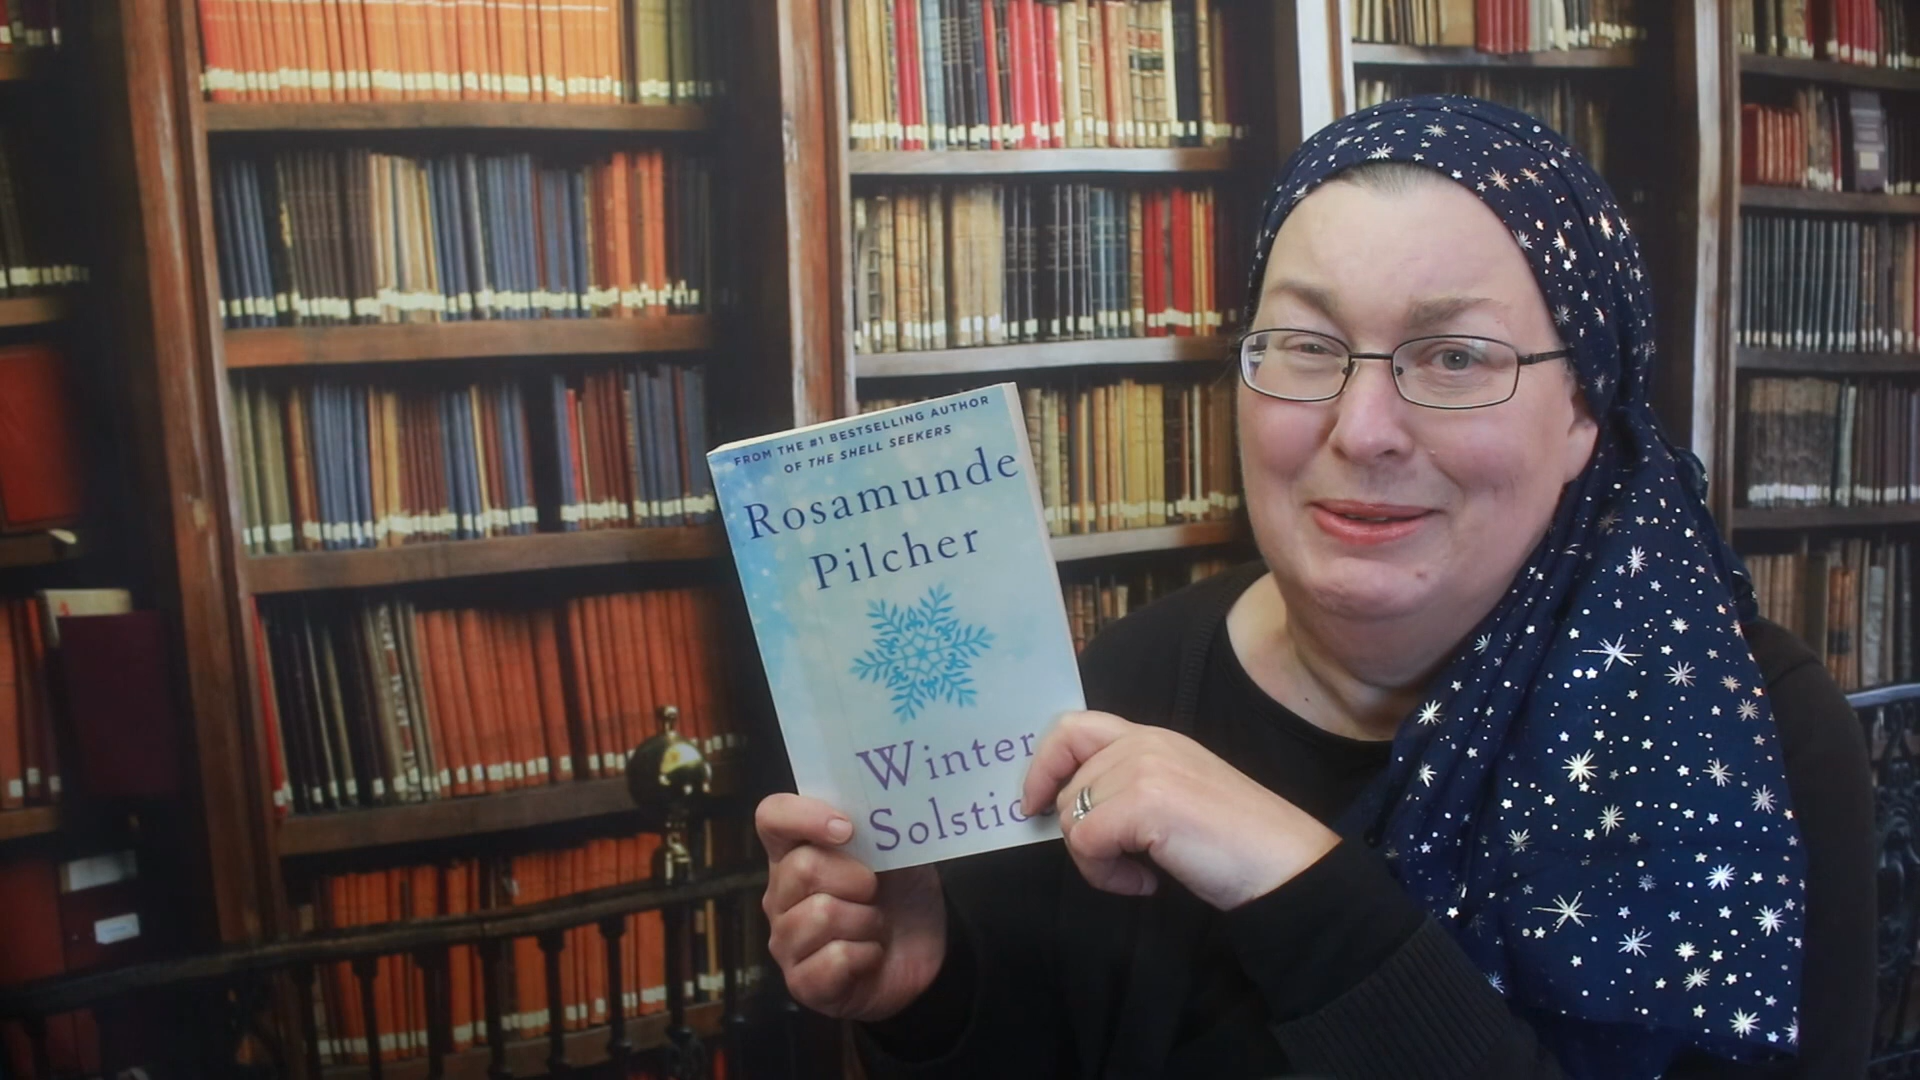 FROM THE #1 BESTSELLING AUTHOR
OF THE SHELL SEEKERS
Rosamunde
Pilcher
Winter
Solstic